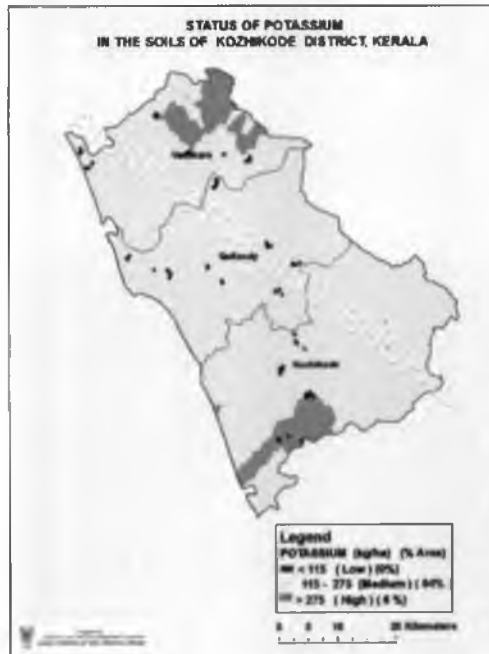 STATUS OF POTASSIUM
IN THE SOILS OF KOZHIKODE DISTRICT, KERALA
Vadakara
Quilandy
Kozhikode
Legend
POTASSIUM (kg/ha) (% Area)
< 115 ( Low ) (0%)
115 - 275 (Medium) ( 94%
> 275 ( High ) ( 6 %)
0 5 10 20 Kilometers